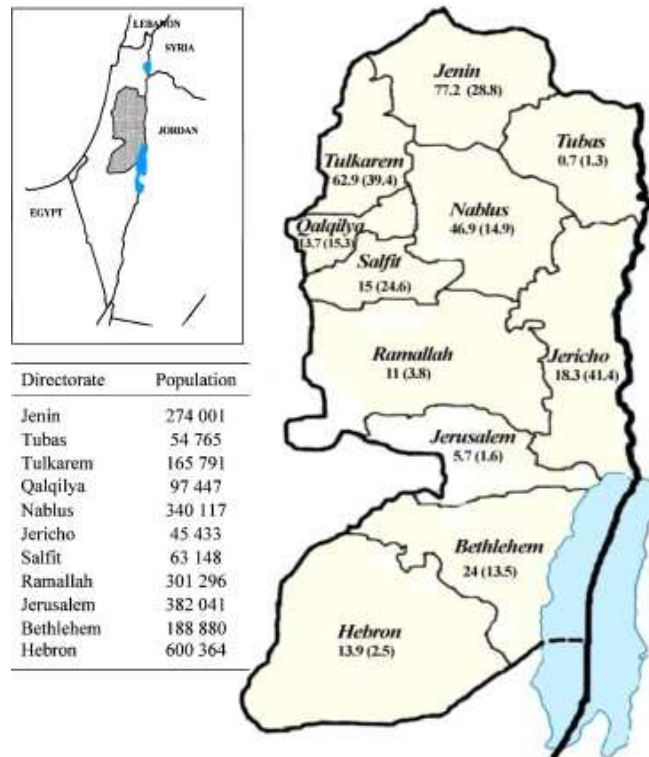 LEBANON
SYRIA
JORDAN
EGYPT
Directorate Population
Jenin 274 001
Tubas 54 765
Tulkarem 165 791
Qalqilya 97 447
Nablus 340 117
Jericho 45 433
Salfit 63 148
Ramallah 301 296
Jerusalem 382 041
Bethlehem 188 880
Hebron 600 364
Jenin
77.2 (28.8)
Tubas
0.7 (1.3)
Tulkarem
62.9 (39.4)
Nablus
46.9 (14.9)
Qalqilya
13.7 (15.3)
Salfit
15 (24.6)
Ramallah
11 (3.8)
Jericho
18.3 (41.4)
Jerusalem
5.7 (1.6)
Bethlehem
24 (13.5)
Hebron
13.9 (2.5)